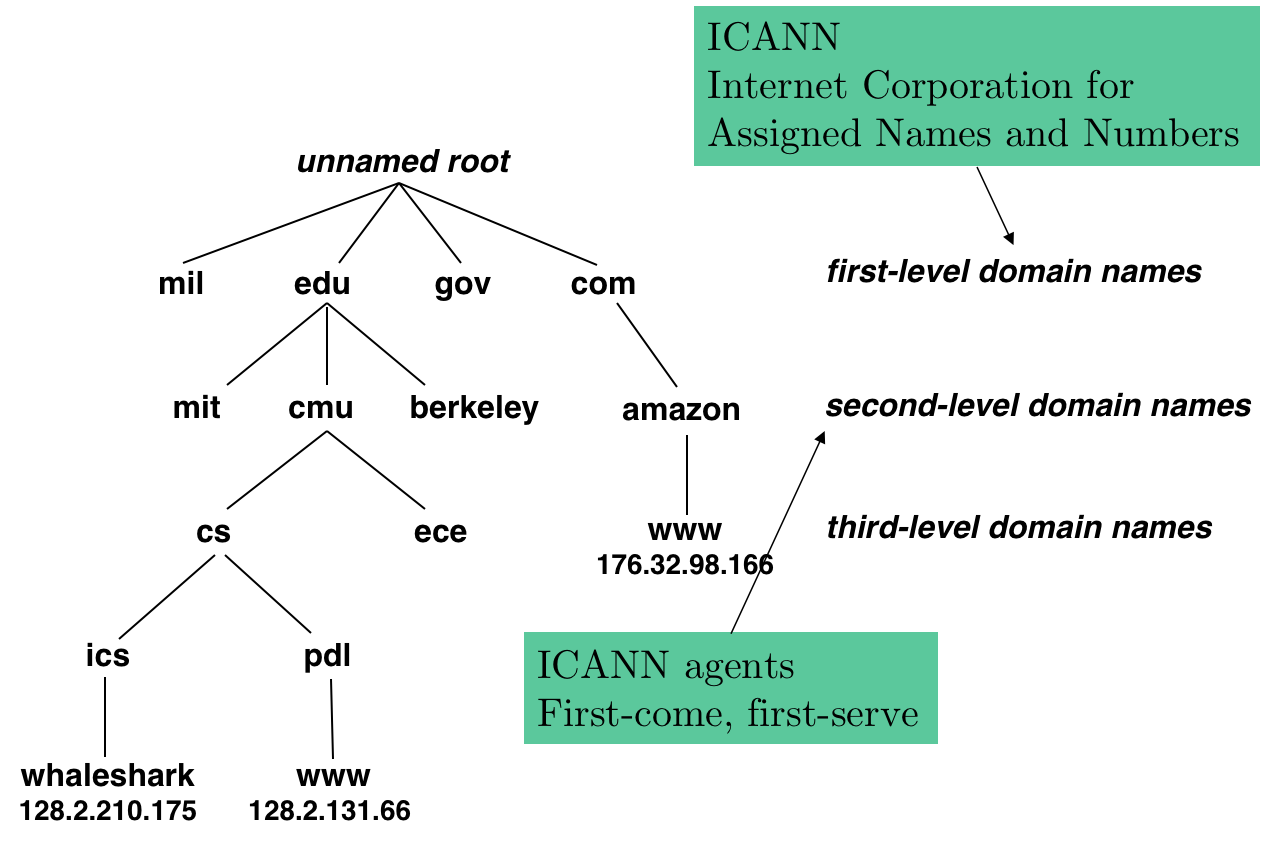 ICANN
Internet Corporation for
Assigned Names and Numbers
unnamed root
mil edu gov com first-level domain names
mit cmu berkeley amazon second-level domain names
cs ece www third-level domain names
176.32.98.166
ics pdl
ICANN agents
First-come, first-serve
whaleshark www
128.2.210.175 128.2.131.66